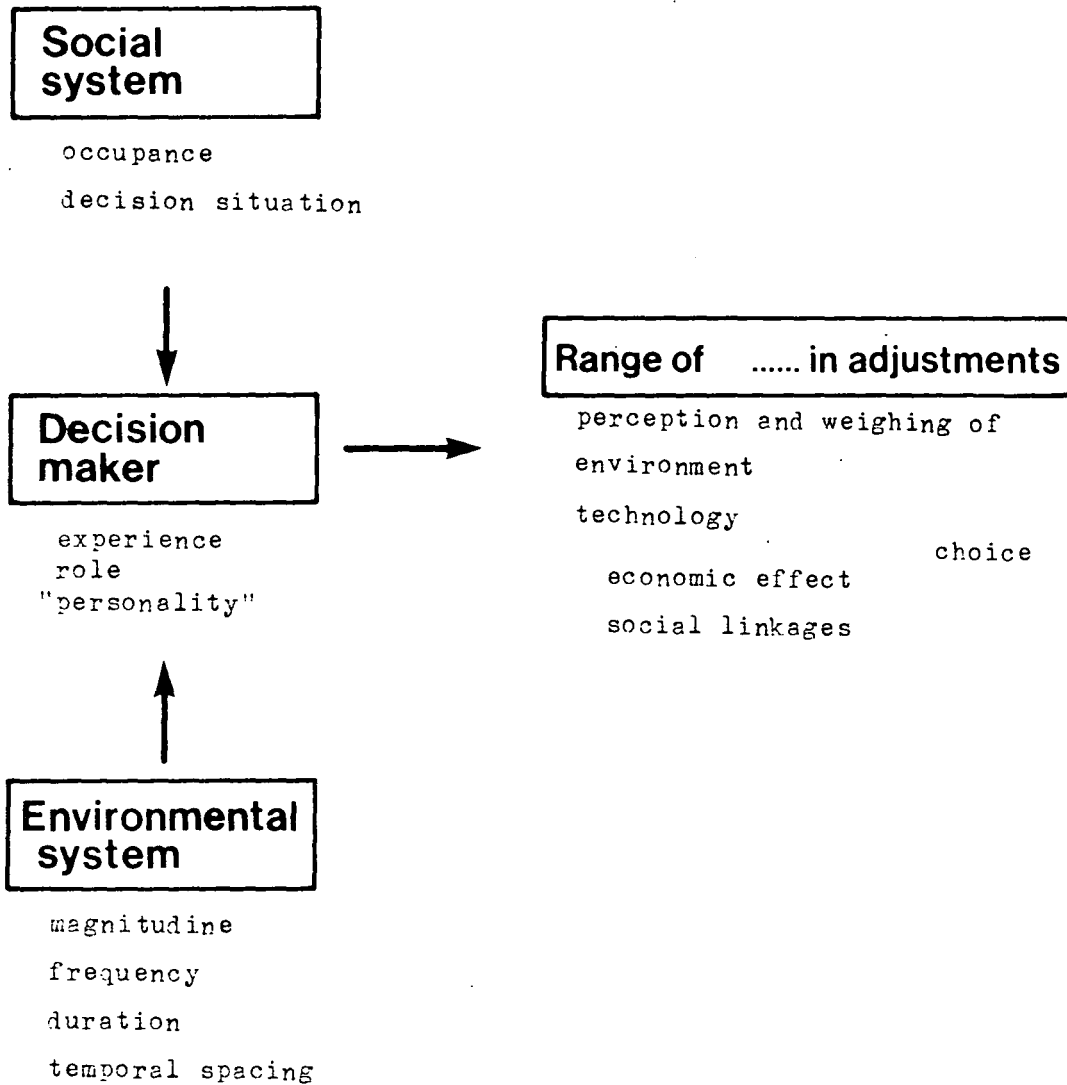 Social
system
occupance
decision situation
Decision
maker
experience
role
"personality"
Environmental
system
magnitudine
frequency
duration
temporal spacing
Range of ...... in adjustments
perception and weighing of
environment
technology
choice
economic effect
social linkages